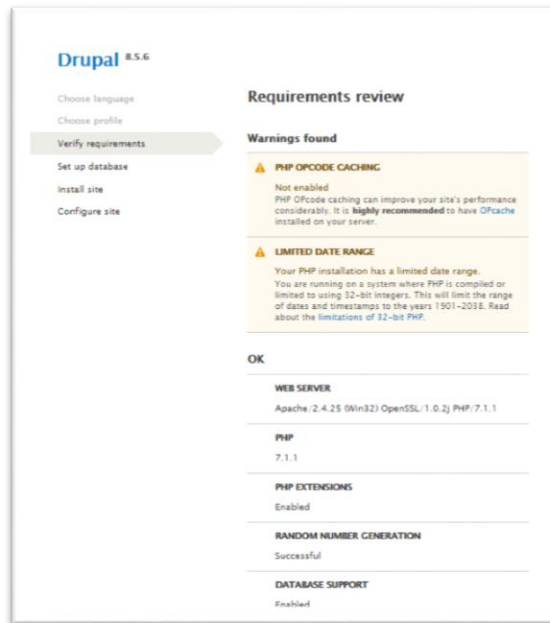 Drupal 8.5.6
Choose language
Choose profile
Verify requirements
Set up database
Install site
Configure site
Requirements review
Warnings found
PHP OPCODE CACHING
Not enabled
PHP OPcode caching can improve your site's performance
considerably. It is highly recommended to have OPcache
installed on your server.
LIMITED DATE RANGE
Your PHP installation has a limited date range.
You are running on a system where PHP is compiled or
limited to using 32-bit integers. This will limit the range
of dates and timestamps to the years 1901-2038. Read
about the limitations of 32-bit PHP.
OK
WEB SERVER
Apache/2.4.25 (Win32) OpenSSL/1.0.2j PHP/7.1.1
PHP
7.1.1
PHP EXTENSIONS
Enabled
RANDOM NUMBER GENERATION
Successful
DATABASE SUPPORT
Enabled